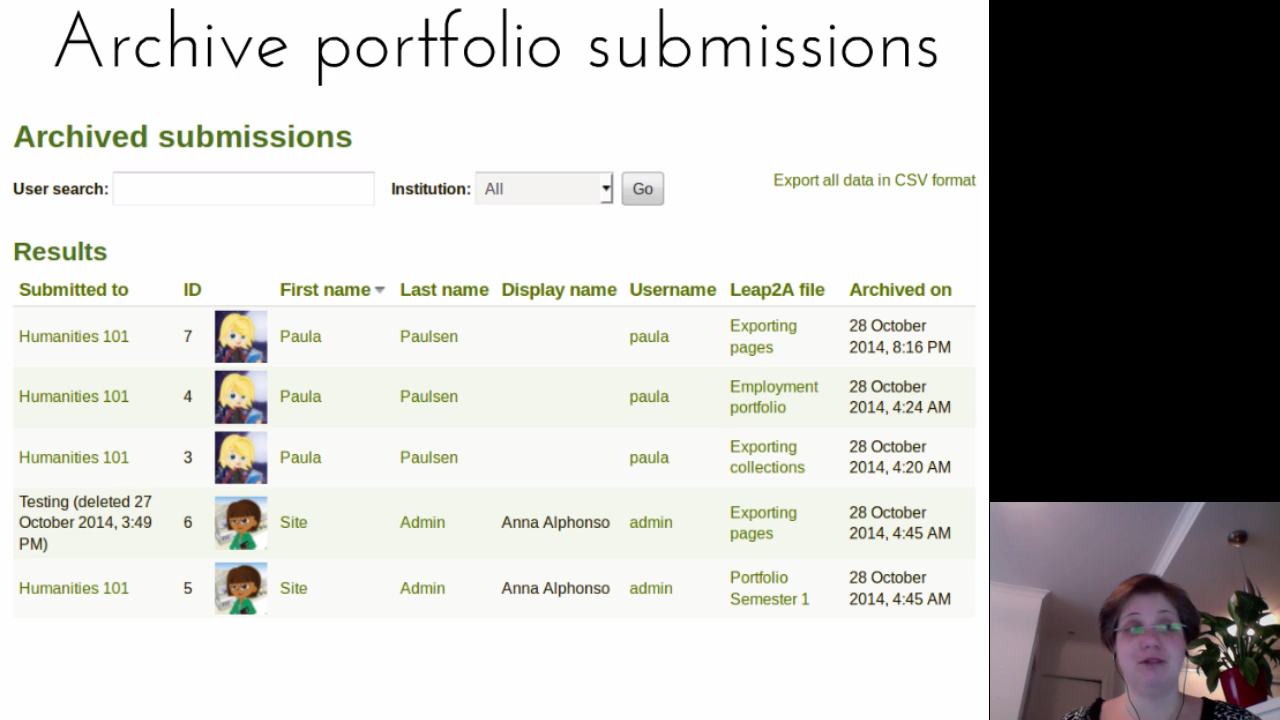 Archive portfolio submissions
Archived submissions
User search: Institution: All Go Export all data in CSV format
Results
Submitted to ID First name Last name Display name Username Leap2A file Archived on
Humanities 101 7 Paula Paulsen paula Exporting pages 28 October 2014, 8:16 PM
Humanities 101 4 Paula Paulsen paula Employment portfolio 28 October 2014, 4:24 AM
Humanities 101 3 Paula Paulsen paula Exporting collections 28 October 2014, 4:20 AM
Testing (deleted 27 October 2014, 3:49 PM) 6 Site Admin Anna Alphonso admin Exporting pages 28 October 2014, 4:45 AM
Humanities 101 5 Site Admin Anna Alphonso admin Portfolio Semester 1 28 October 2014, 4:45 AM